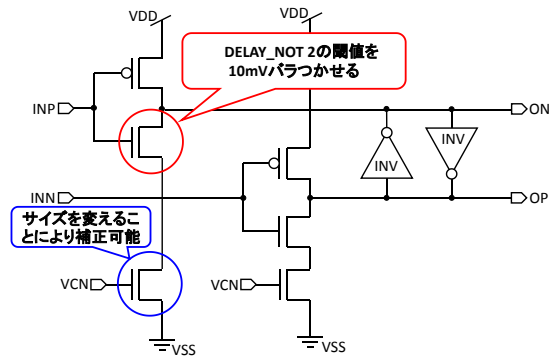 VDD
VDD
DELAY_NOT 2の閾値を
10mVバラつかせる
INP
ON
INV
INV
INN
OP
サイズを変えるこ
とにより補正可能
VCN
VCN
VSS
VSS